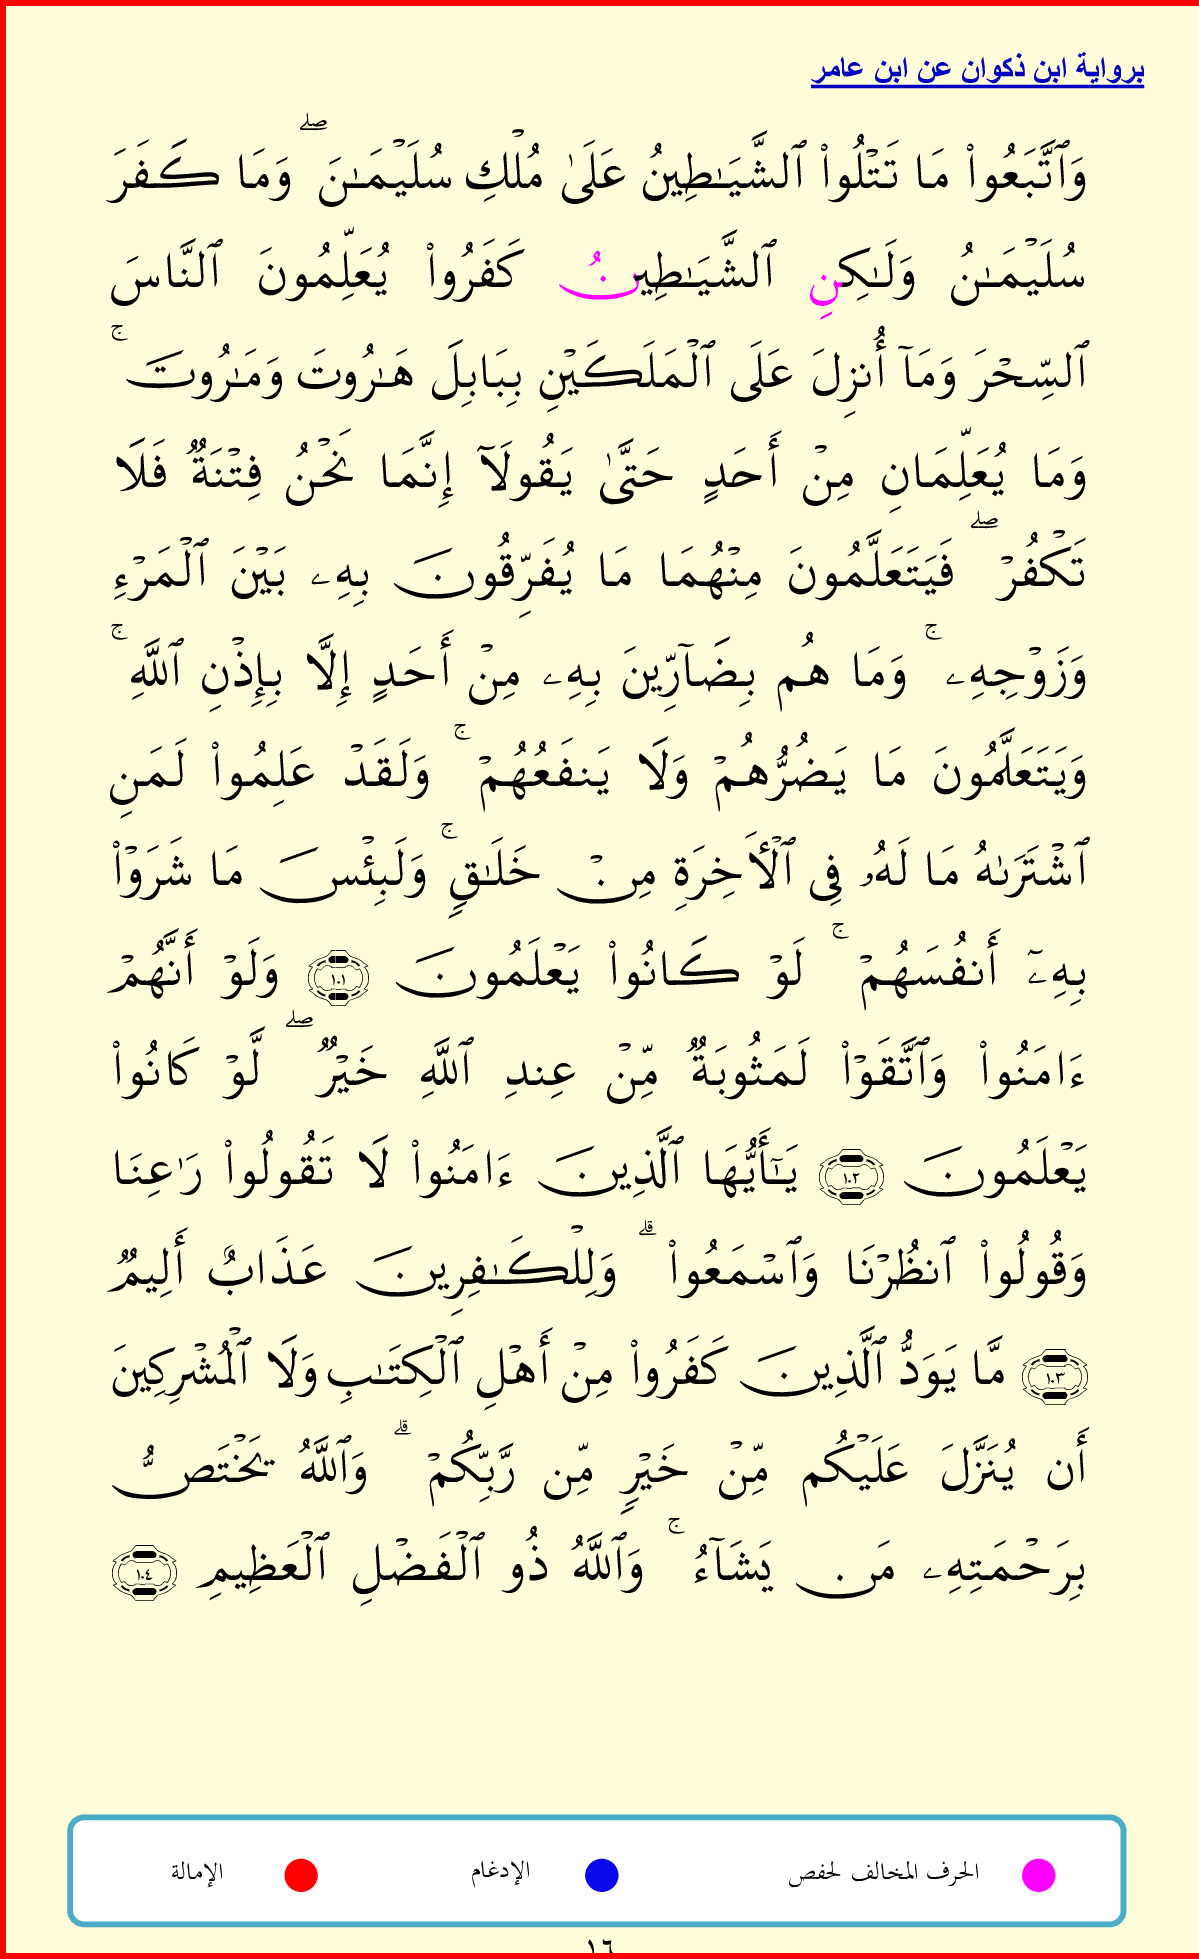 برواية ابن ذكوان عن ابن عامر
وَٱتَّبَعُوا۟ مَا تَتْلُوا۟ ٱلشَّيَـٰطِينُ عَلَىٰ مُلْكِ سُلَيْمَـٰنَ ۖ وَمَا كَفَرَ
سُلَيْمَـٰنُ وَلَـٰكِنِ ٱلشَّيَـٰطِينُ كَفَرُوا۟ يُعَلِّمُونَ ٱلنَّاسَ
ٱلسِّحْرَ وَمَآ أُنزِلَ عَلَى ٱلْمَلَكَيْنِ بِبَابِلَ هَـٰرُوتَ وَمَـٰرُوتَ ۚ
وَمَا يُعَلِّمَانِ مِنْ أَحَدٍ حَتَّىٰ يَقُولَآ إِنَّمَا نَحْنُ فِتْنَةٌ فَلَا
تَكْفُرْ ۖ فَيَتَعَلَّمُونَ مِنْهُمَا مَا يُفَرِّقُونَ بِهِۦ بَيْنَ ٱلْمَرْءِ
وَزَوْجِهِۦ ۚ وَمَا هُم بِضَآرِّينَ بِهِۦ مِنْ أَحَدٍ إِلَّا بِإِذْنِ ٱللَّهِ ۚ
وَيَتَعَلَّمُونَ مَا يَضُرُّهُمْ وَلَا يَنفَعُهُمْ ۚ وَلَقَدْ عَلِمُوا۟ لَمَنِ
ٱشْتَرَىٰهُ مَا لَهُۥ فِى ٱلْأَخِرَةِ مِنْ خَلَـٰقٍ ۚ وَلَبِئْسَ مَا شَرَوْا۟
بِهِۦٓ أَنفُسَهُمْ ۚ لَوْ كَانُوا۟ يَعْلَمُونَ ١٠١ وَلَوْ أَنَّهُمْ
ءَامَنُوا۟ وَٱتَّقَوْا۟ لَمَثُوبَةٌ مِّنْ عِندِ ٱللَّهِ خَيْرٌ ۖ لَّوْ كَانُوا۟
يَعْلَمُونَ ١٠٢ يَـٰٓأَيُّهَا ٱلَّذِينَ ءَامَنُوا۟ لَا تَقُولُوا۟ رَٰعِنَا
وَقُولُوا۟ ٱنظُرْنَا وَٱسْمَعُوا۟ ۗ وَلِلْكَـٰفِرِينَ عَذَابٌ أَلِيمٌ
١٠٣ مَّا يَوَدُّ ٱلَّذِينَ كَفَرُوا۟ مِنْ أَهْلِ ٱلْكِتَـٰبِ وَلَا ٱلْمُشْرِكِينَ
أَن يُنَزَّلَ عَلَيْكُم مِّنْ خَيْرٍ مِّن رَّبِّكُمْ ۗ وَٱللَّهُ يَخْتَصُّ
بِرَحْمَتِهِۦ مَن يَشَآءُ ۚ وَٱللَّهُ ذُو ٱلْفَضْلِ ٱلْعَظِيمِ ١٠٤
الحرف المخالف لحفص الإدغام الإمالة
١٦